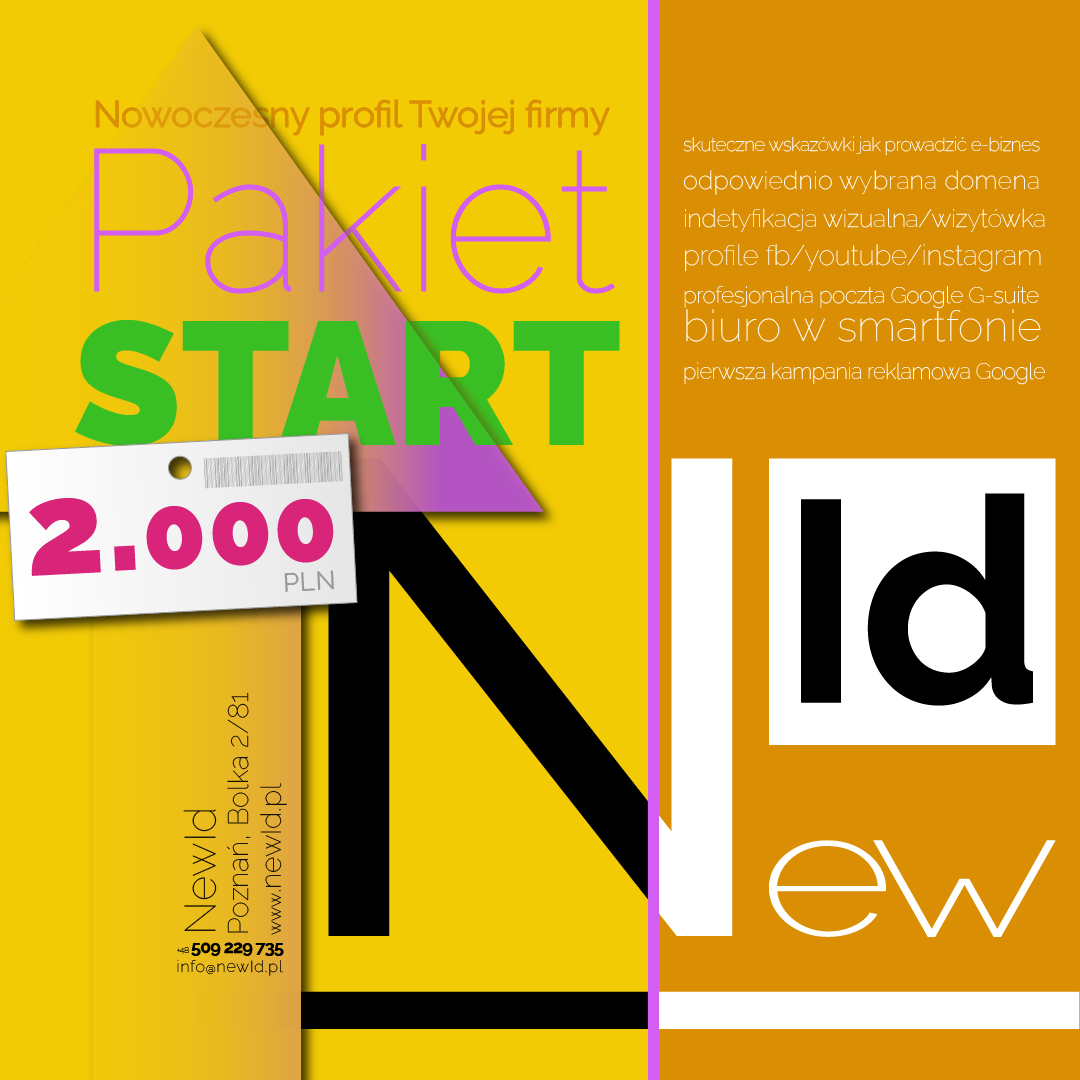 Nowoczesny profil Twojej firmy
Pakiet
START
2.000
PLN
skuteczne wskazówki jak prowadzić e-biznes
odpowiednio wybrana domena
indetyfikacja wizualna/wizytówka
profile fb/youtube/instagram
profesjonalna poczta Google G-suite
biuro w smartfonie
pierwsza kampania reklamowa Google
N
Id
ew
NewId
Poznań, Bolka 2/81
www.newId.pl
+48 509 229 735
info@newId.pl